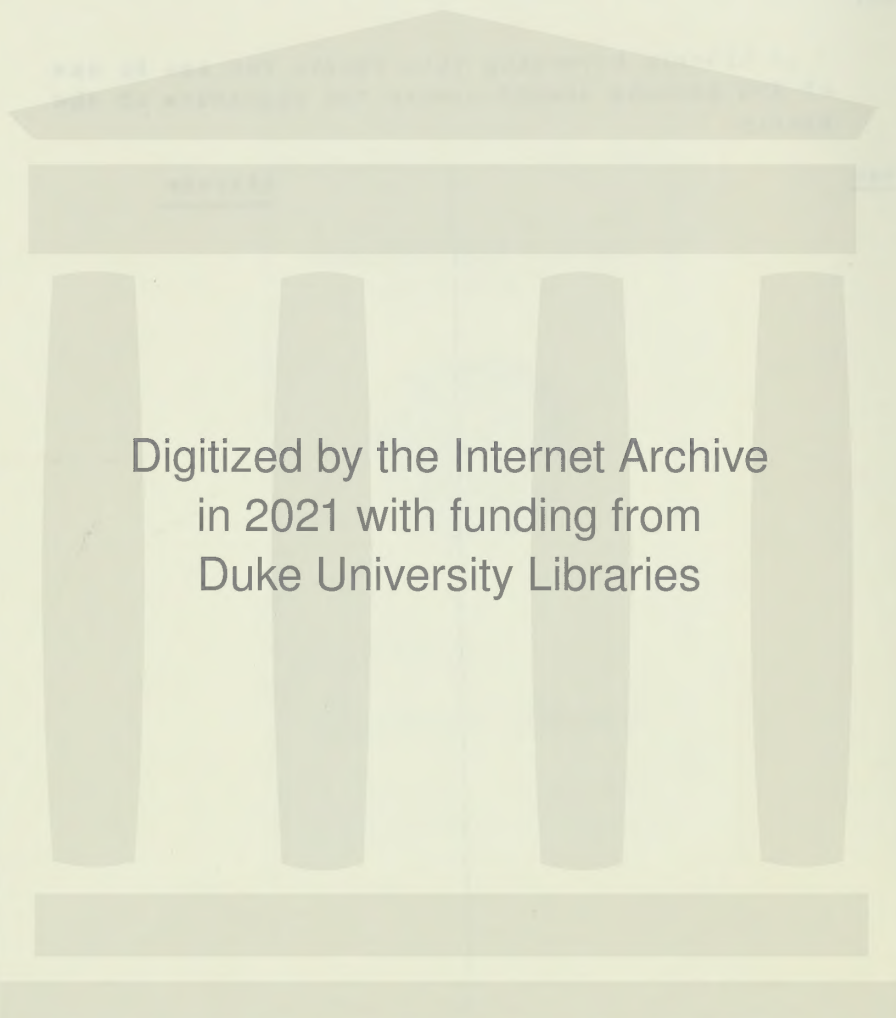 Digitized by the Internet Archive
in 2021 with funding from
Duke University Libraries